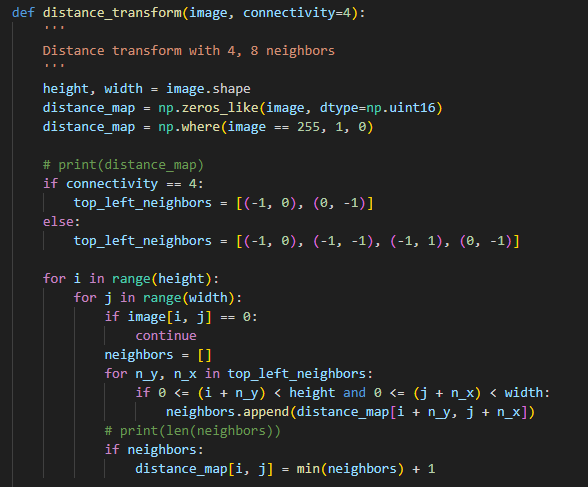 def distance_transform(image, connectivity=4):
    '''
    Distance transform with 4, 8 neighbors
    '''
    height, width = image.shape
    distance_map = np.zeros_like(image, dtype=np.uint16)
    distance_map = np.where(image == 255, 1, 0)

    # print(distance_map)
    if connectivity == 4:
        top_left_neighbors = [(-1, 0), (0, -1)]
    else:
        top_left_neighbors = [(-1, 0), (-1, -1), (-1, 1), (0, -1)]

    for i in range(height):
        for j in range(width):
            if image[i, j] == 0:
                continue
            neighbors = []
            for n_y, n_x in top_left_neighbors:
                if 0 <= (i + n_y) < height and 0 <= (j + n_x) < width:
                    neighbors.append(distance_map[i + n_y, j + n_x])
            # print(len(neighbors))
            if neighbors:
                distance_map[i, j] = min(neighbors) + 1